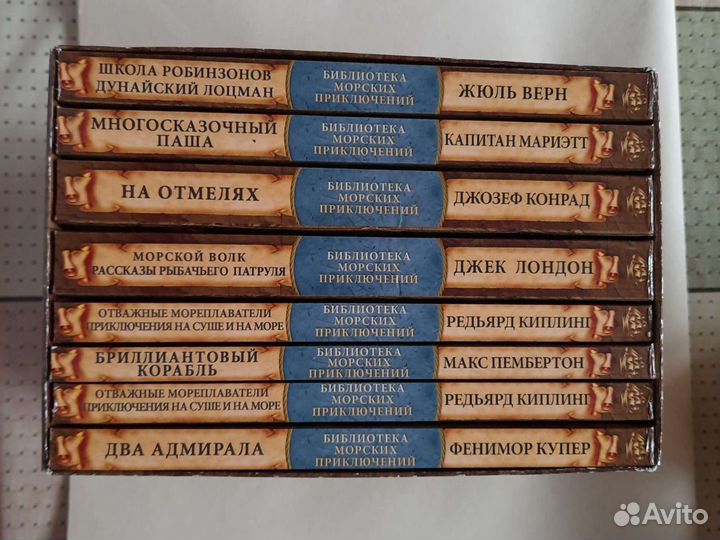 ШКОЛА РОБИНЗОНОВ
ДУНАЙСКИЙ ЛОЦМАН
БИБЛИОТЕКА
МОРСКИХ
ПРИКЛЮЧЕНИЙ
ЖЮЛЬ ВЕРН
МНОГОСКАЗОЧНЫЙ
ПАША
БИБЛИОТЕКА
МОРСКИХ
ПРИКЛЮЧЕНИЙ
КАПИТАН МАРИЭТТ
НА ОТМЕЛЯХ
БИБЛИОТЕКА
МОРСКИХ
ПРИКЛЮЧЕНИЙ
ДЖОЗЕФ КОНРАД
МОРСКОЙ ВОЛК
РАССКАЗЫ РЫБАЧЬЕГО ПАТРУЛЯ
БИБЛИОТЕКА
МОРСКИХ
ПРИКЛЮЧЕНИЙ
ДЖЕК ЛОНДОН
ОТВАЖНЫЕ МОРЕПЛАВАТЕЛИ
ПРИКЛЮЧЕНИЯ НА СУШЕ И НА МОРЕ
БИБЛИОТЕКА
МОРСКИХ
ПРИКЛЮЧЕНИЙ
РЕДЬЯРД КИПЛИНГ
БРИЛЛИАНТОВЫЙ
КОРАБЛЬ
БИБЛИОТЕКА
МОРСКИХ
ПРИКЛЮЧЕНИЙ
МАКС ПЕМБЕРТОН
ОТВАЖНЫЕ МОРЕПЛАВАТЕЛИ
ПРИКЛЮЧЕНИЯ НА СУШЕ И НА МОРЕ
БИБЛИОТЕКА
МОРСКИХ
ПРИКЛЮЧЕНИЙ
РЕДЬЯРД КИПЛИНГ
ДВА АДМИРАЛА
БИБЛИОТЕКА
МОРСКИХ
ПРИКЛЮЧЕНИЙ
ФЕНИМОР КУПЕР
Avito